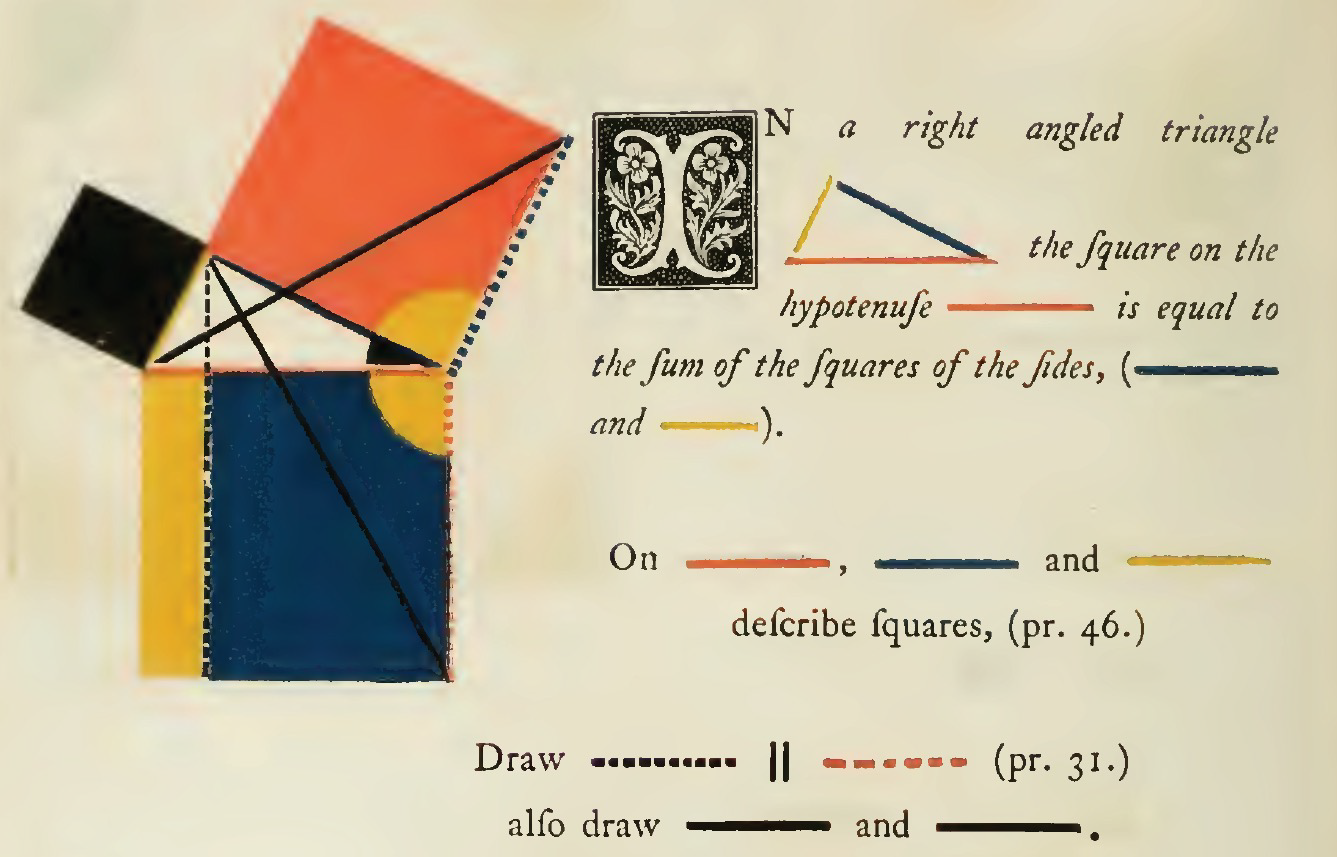 IN a right angled triangle
the ſquare on the
hypotenuſe is equal to
the ſum of the ſquares of the ſides, (
and ).
On , and
deſcribe ſquares, (pr. 46.)
Draw || (pr. 31.)
alſo draw and .